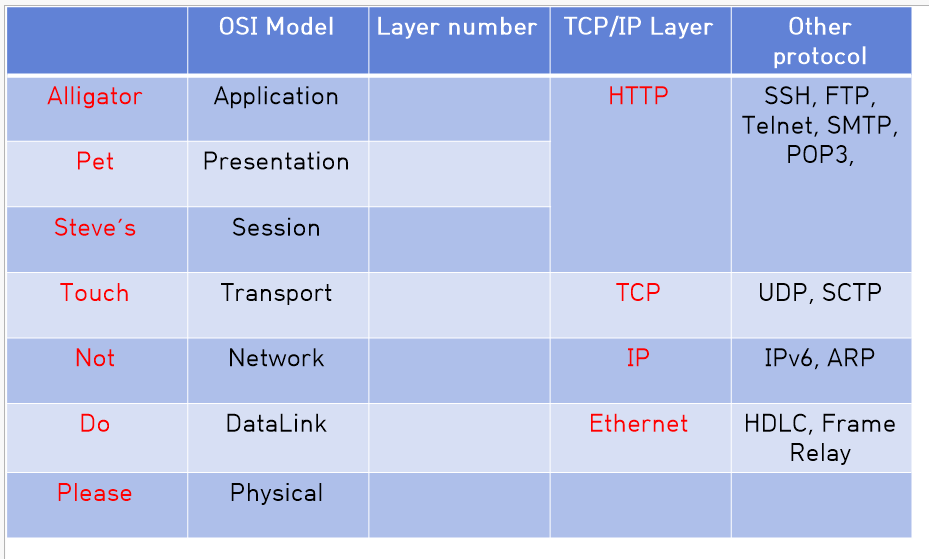 OSI Model Layer number TCP/IP Layer Other
protocol
Alligator Application HTTP SSH, FTP,
Telnet, SMTP,
POP3,
Pet Presentation
Steve´s Session
Touch Transport TCP UDP, SCTP
Not Network IP IPv6, ARP
Do DataLink Ethernet HDLC, Frame
Relay
Please Physical